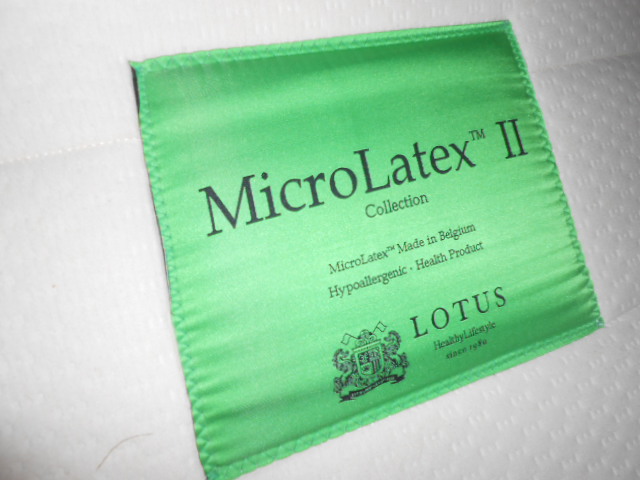 MicroLatex™ II
Collection
MicroLatex™ Made in Belgium
Hypoallergenic · Health Product
LOTUS
HealthyLifestyle
SINCE 1980